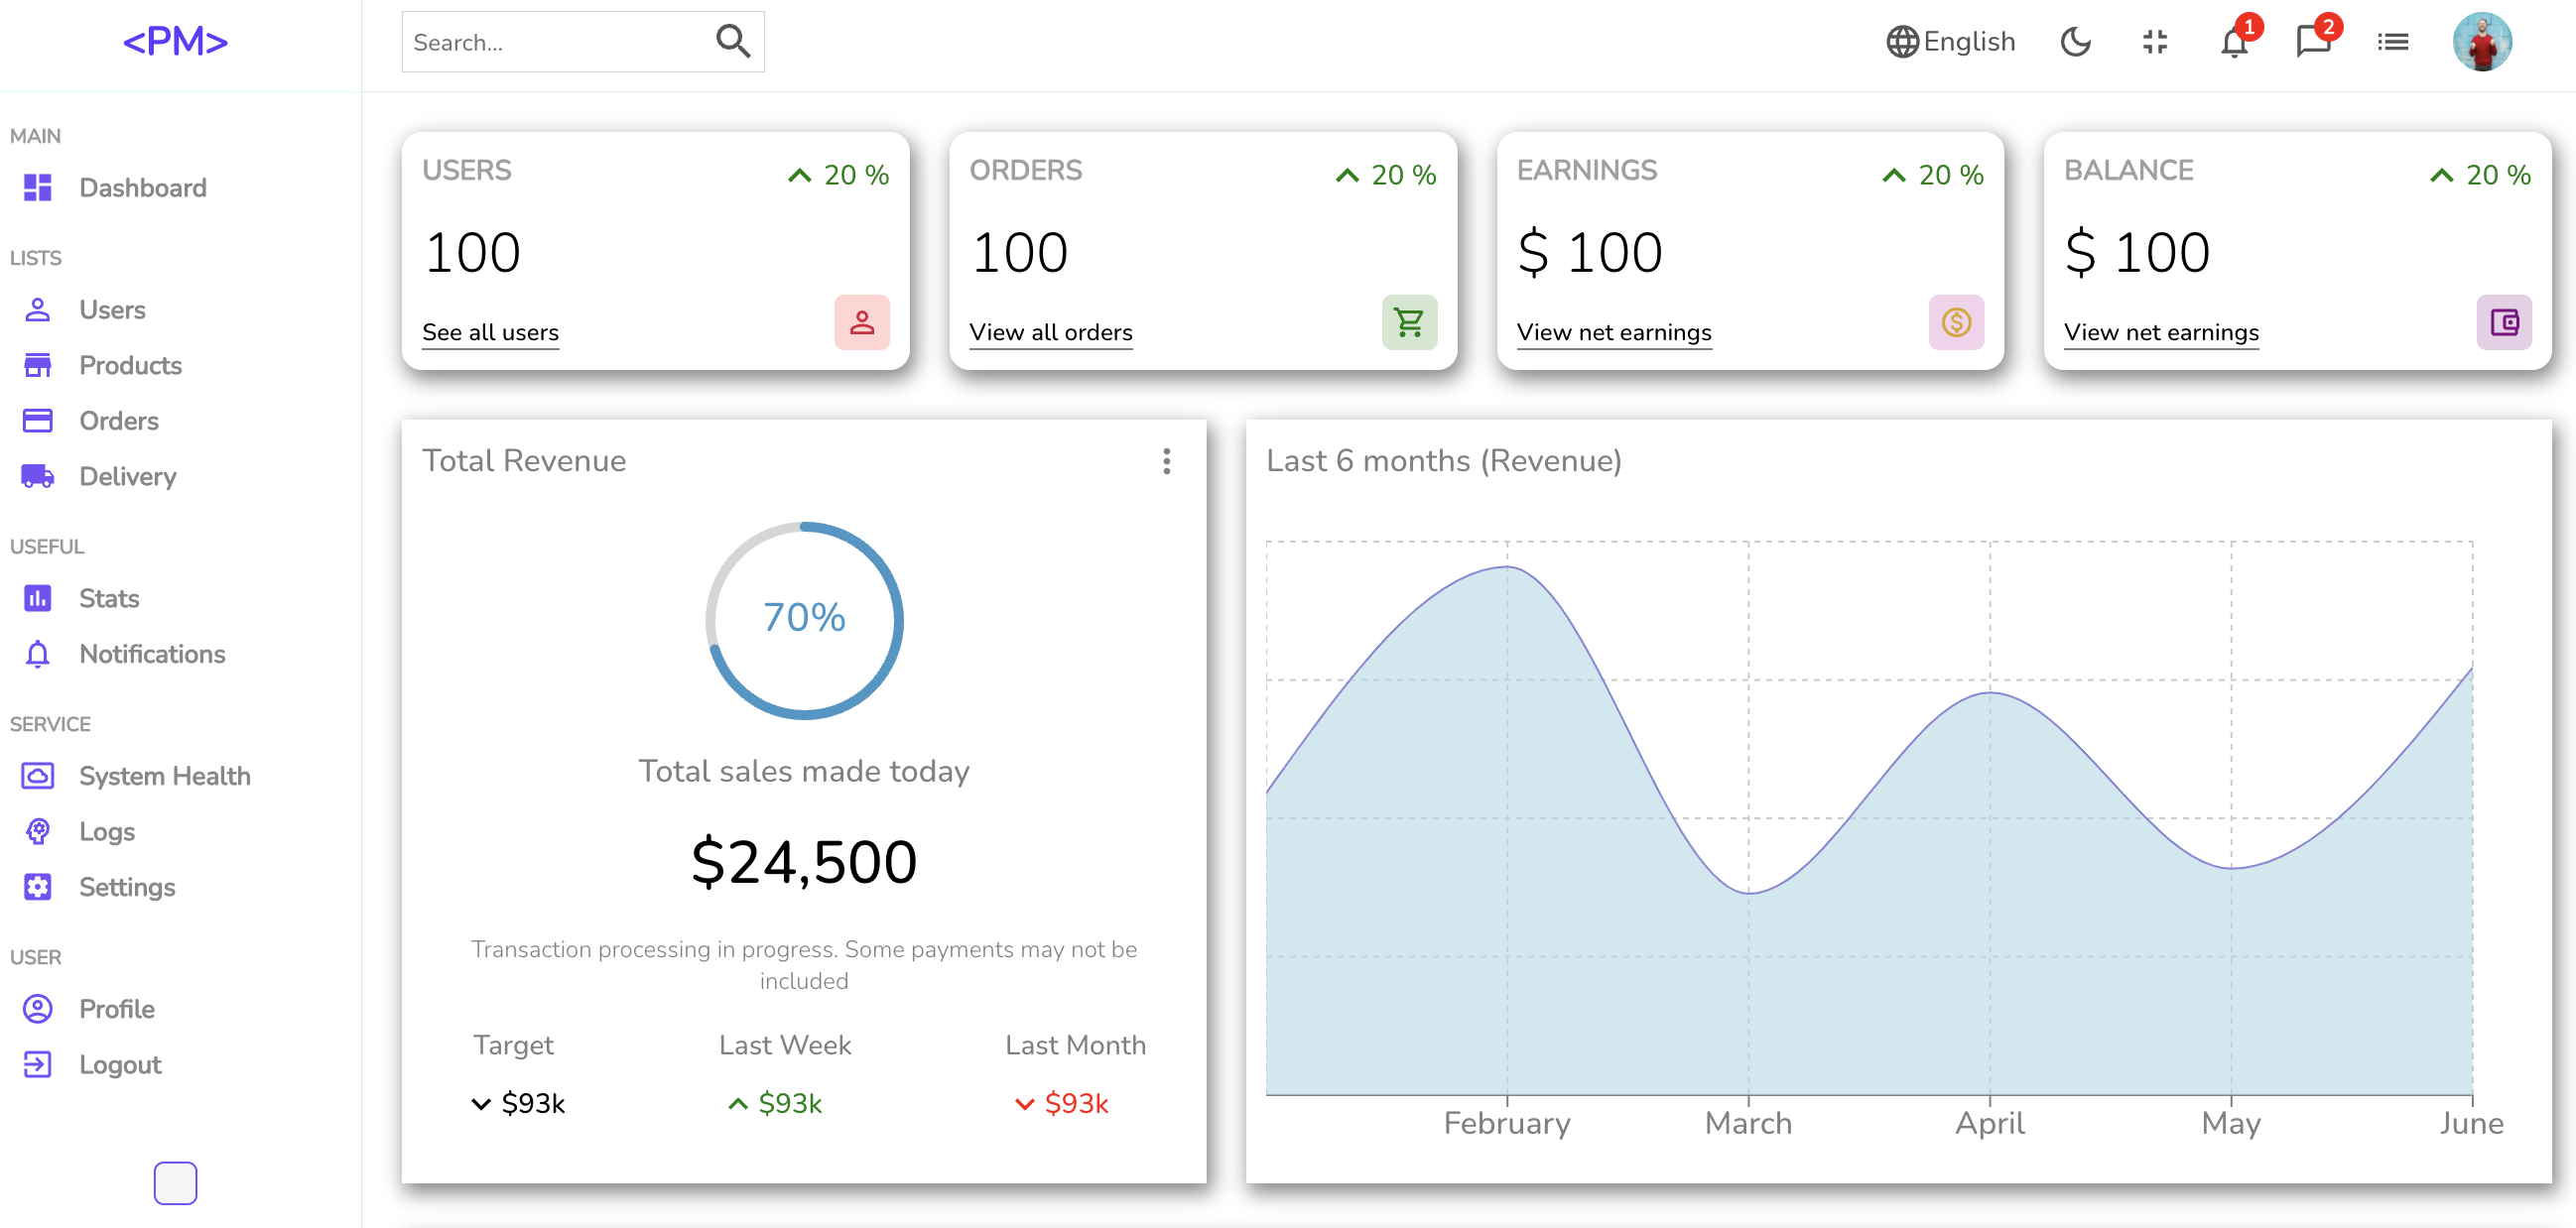 <PM>
Search...
English
1
2
MAIN
Dashboard
LISTS
Users
Products
Orders
Delivery
USEFUL
Stats
Notifications
SERVICE
System Health
Logs
Settings
USER
Profile
Logout
USERS
20 %
100
See all users
ORDERS
20 %
100
View all orders
EARNINGS
20 %
$ 100
View net earnings
BALANCE
20 %
$ 100
View net earnings
Total Revenue
70%
Total sales made today
$24,500
Transaction processing in progress. Some payments may not be
included
Target
Last Week
Last Month
$93k
$93k
$93k
Last 6 months (Revenue)
February
March
April
May
June